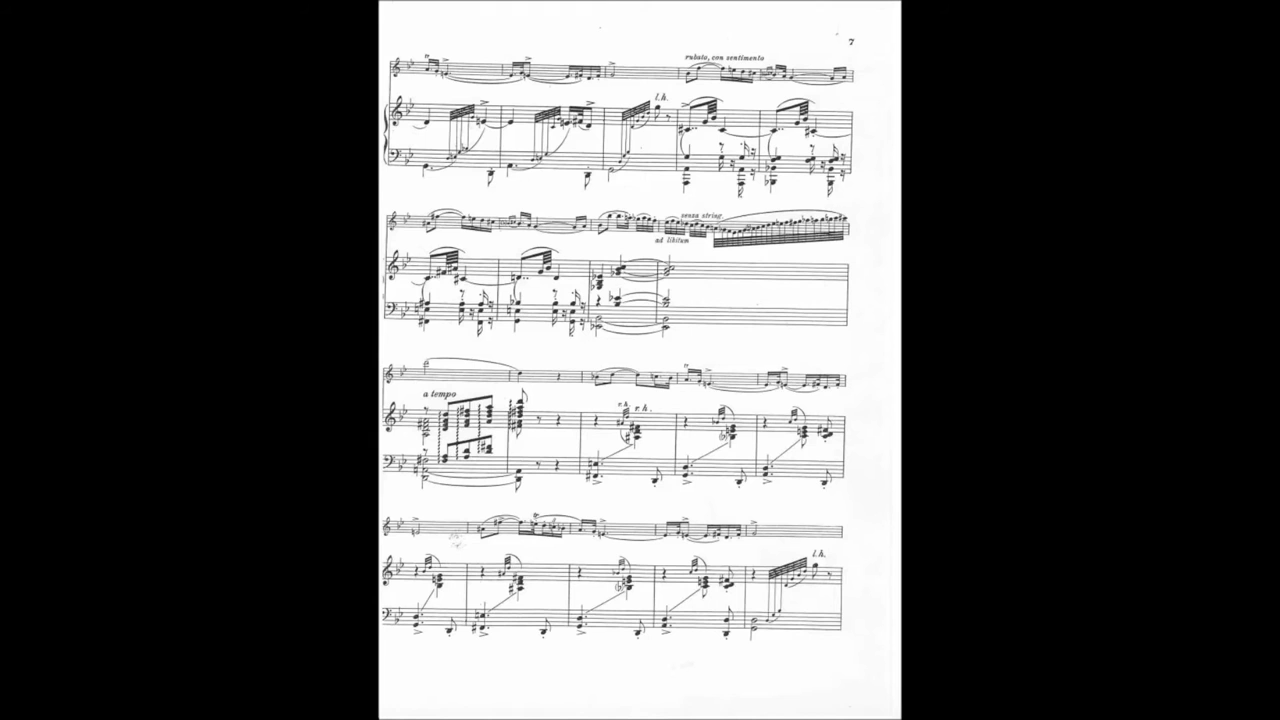 7
rubato, con sentimento
l.h.
senza string.
ad libitum
a tempo
r.h.
r.h.
l.h.